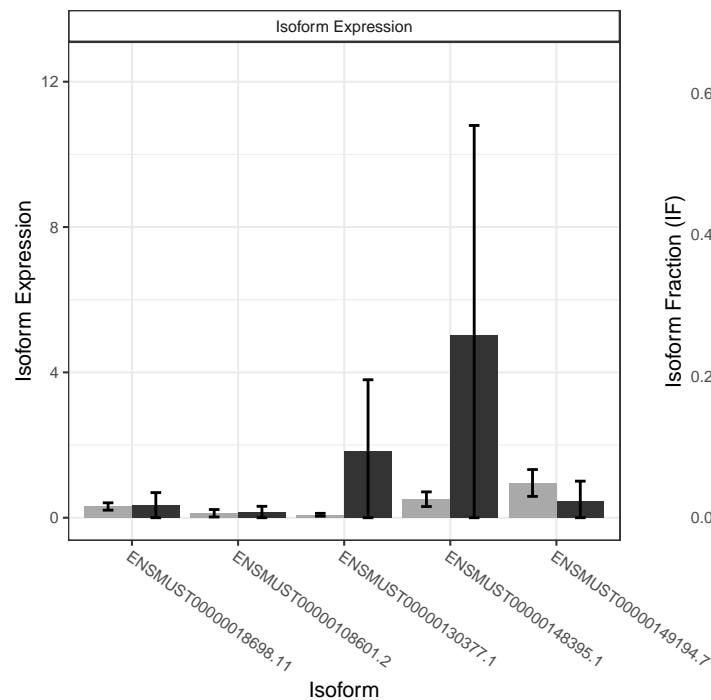 Isoform Expression
Isoform Expression
12
8
4
0
ENSMUST00000018698.11
ENSMUST00000108601.2
ENSMUST00000130377.1
ENSMUST00000148395.1
ENSMUST00000149194.7
Isoform
Isoform Fraction (IF)
0.6
0.4
0.2
0.0